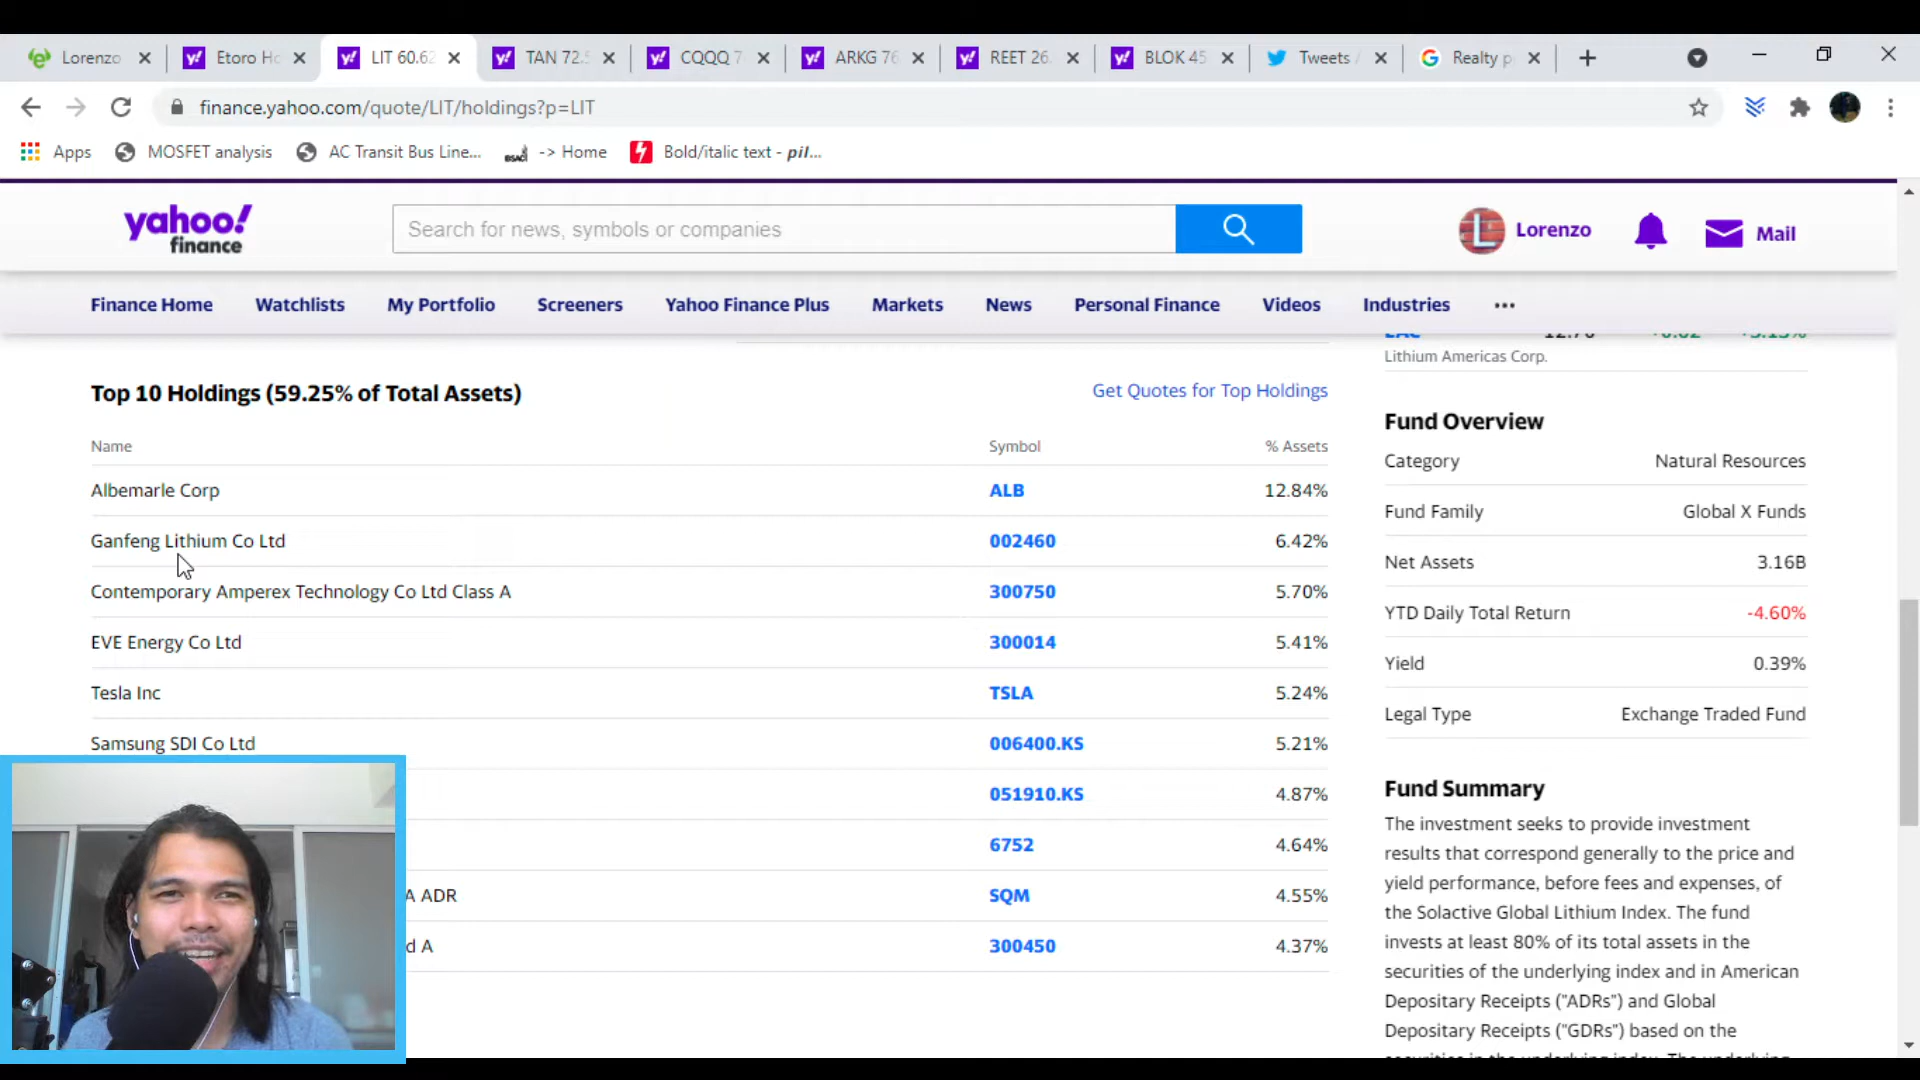 Lorenzo
Etoro Ho
LIT 60.62
TAN 72.5
CQQQ 7
ARKG 76
REET 26.
BLOK 45
Tweets /
Realty p
finance.yahoo.com/quote/LIT/holdings?p=LIT
Apps
MOSFET analysis
AC Transit Bus Line...
-> Home
Bold/italic text - pil...
yahoo!
finance
Search for news, symbols or companies
L
Lorenzo
Mail
Finance Home
Watchlists
My Portfolio
Screeners
Yahoo Finance Plus
Markets
News
Personal Finance
Videos
Industries
Lithium Americas Corp.
Top 10 Holdings (59.25% of Total Assets)
Get Quotes for Top Holdings
Name Symbol % Assets
Albemarle Corp ALB 12.84%
Ganfeng Lithium Co Ltd 002460 6.42%
Contemporary Amperex Technology Co Ltd Class A 300750 5.70%
EVE Energy Co Ltd 300014 5.41%
Tesla Inc TSLA 5.24%
Samsung SDI Co Ltd 006400.KS 5.21%
051910.KS 4.87%
6752 4.64%
A ADR SQM 4.55%
d A 300450 4.37%
Fund Overview
Category Natural Resources
Fund Family Global X Funds
Net Assets 3.16B
YTD Daily Total Return -4.60%
Yield 0.39%
Legal Type Exchange Traded Fund
Fund Summary
The investment seeks to provide investment
results that correspond generally to the price and
yield performance, before fees and expenses, of
the Solactive Global Lithium Index. The fund
invests at least 80% of its total assets in the
securities of the underlying index and in American
Depositary Receipts ("ADRs") and Global
Depositary Receipts ("GDRs") based on the